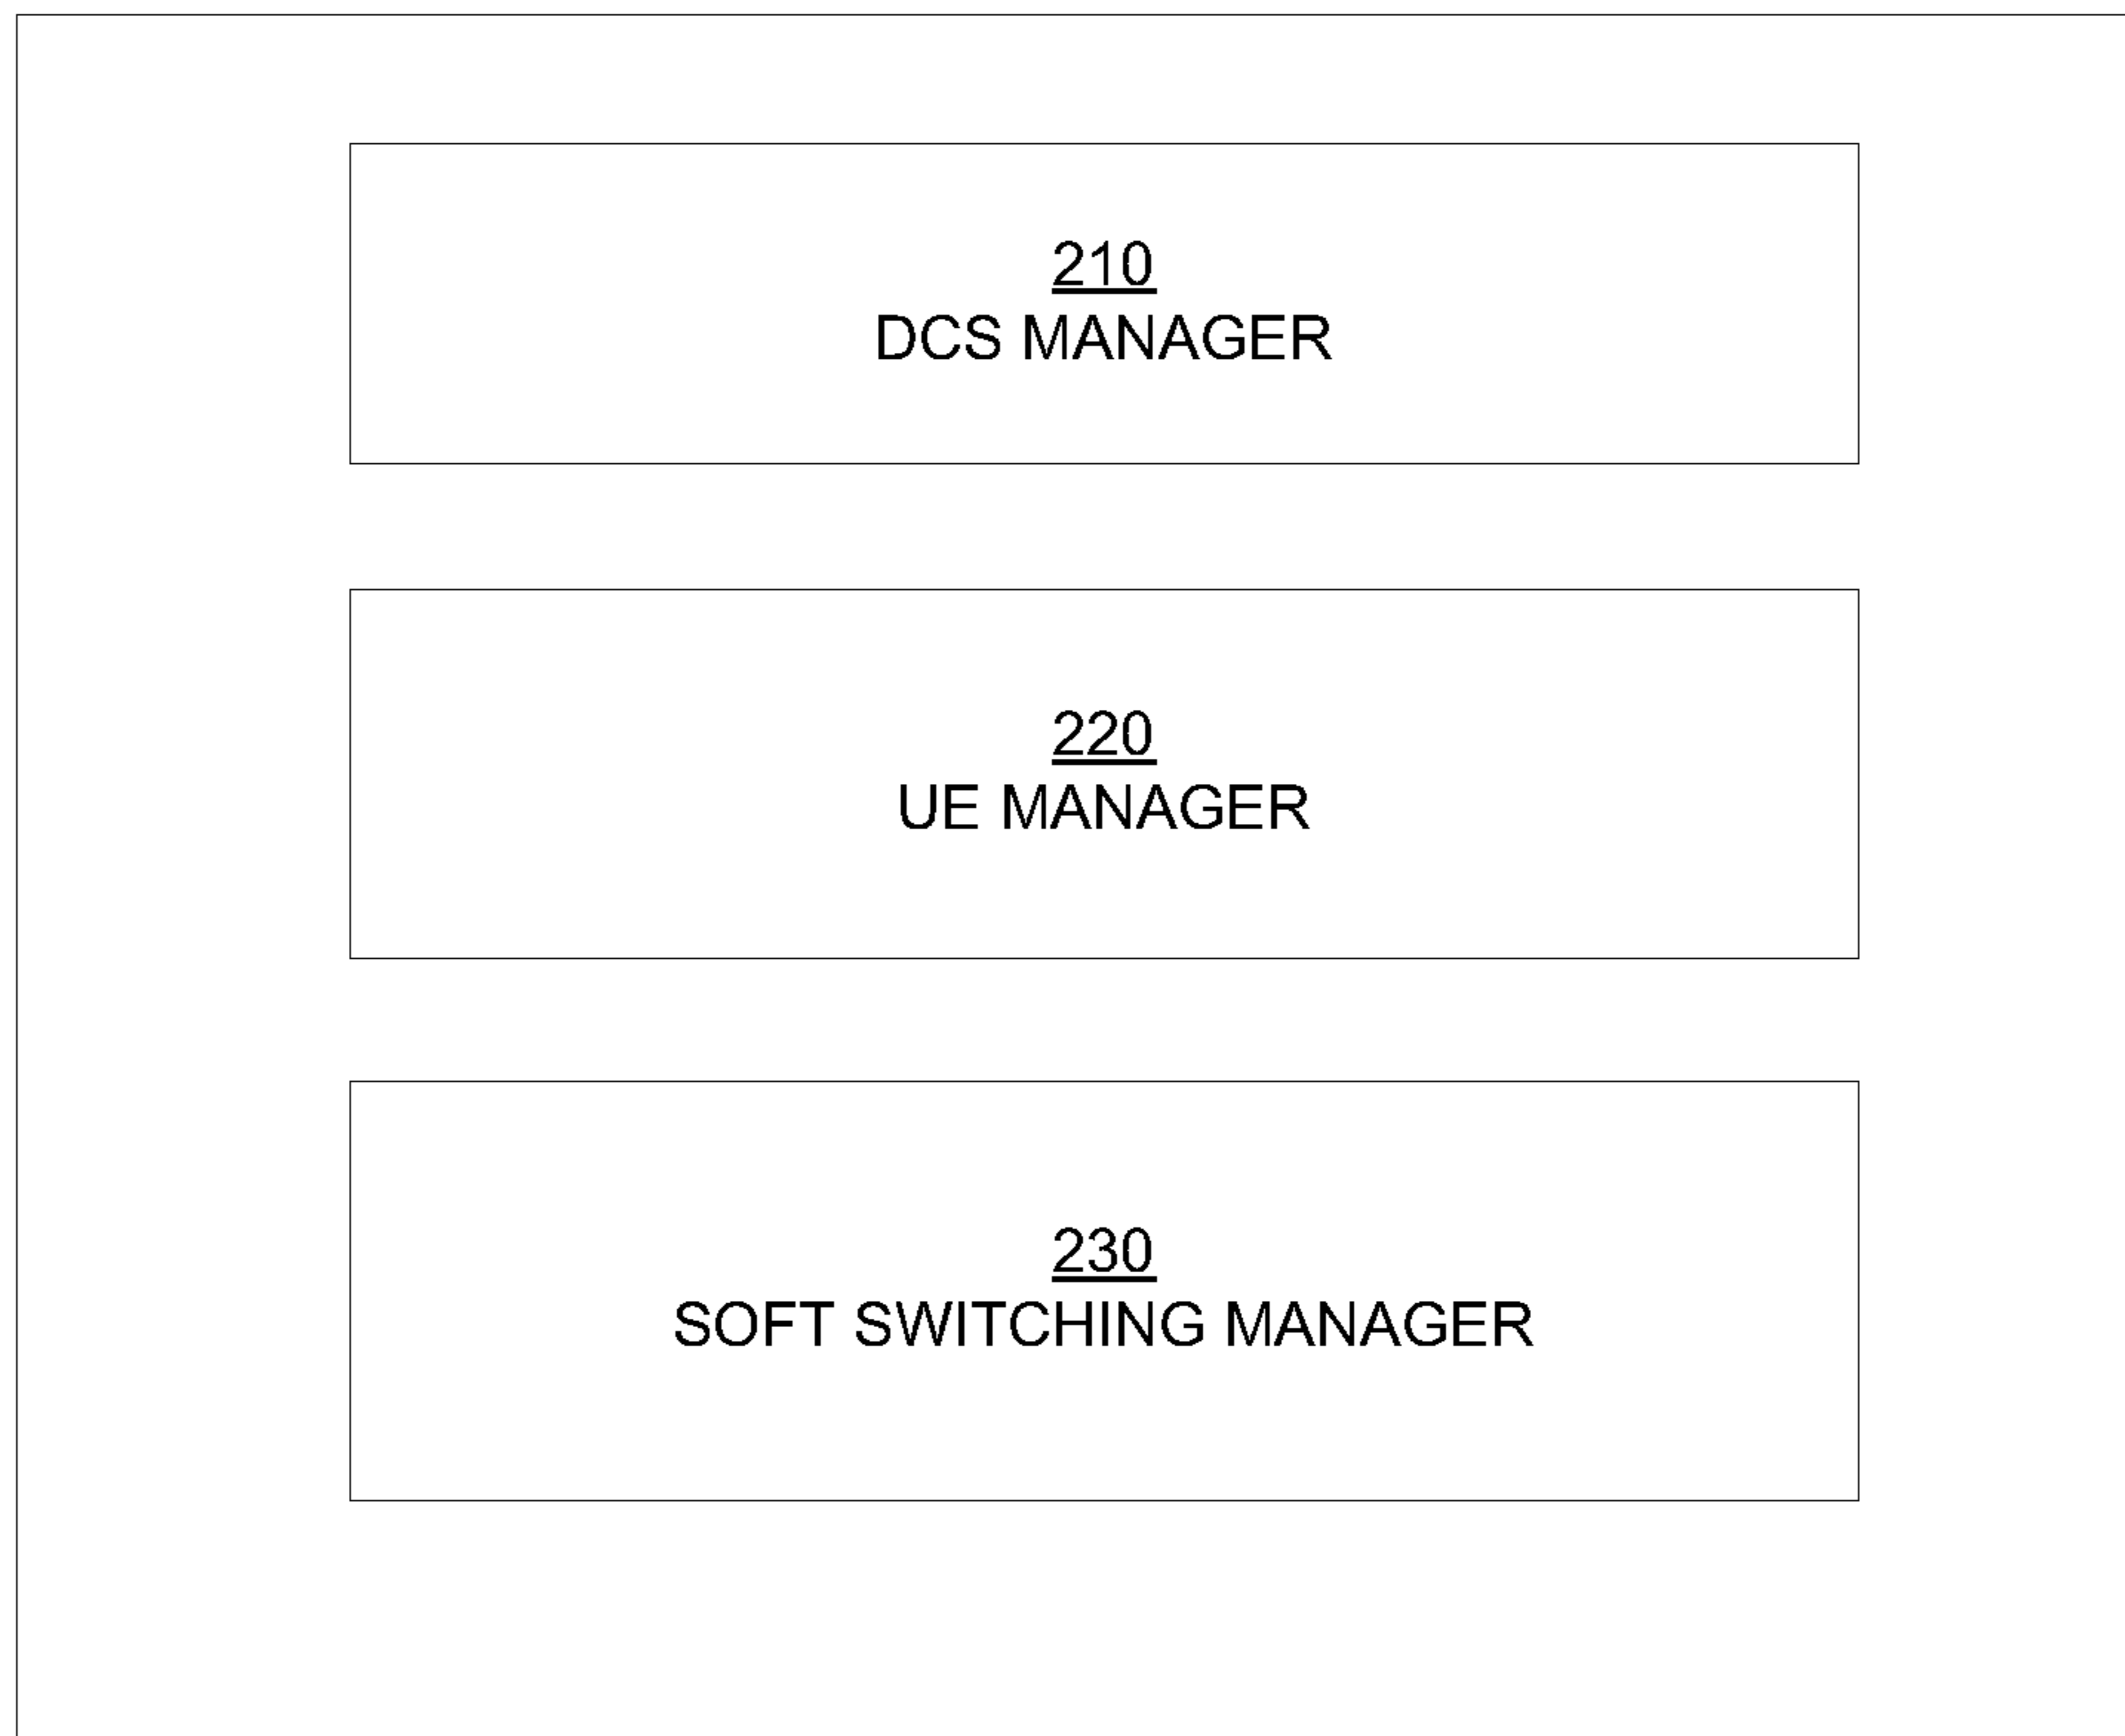 210
DCS MANAGER
220
UE MANAGER
230
SOFT SWITCHING MANAGER